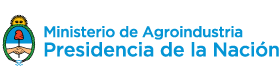 Ministerio de Agroindustria
Presidencia de la Nación